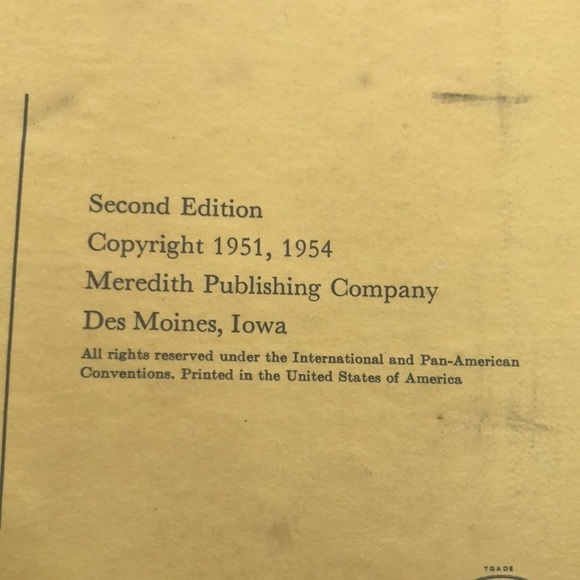 Second Edition
Copyright 1951, 1954
Meredith Publishing Company
Des Moines, Iowa
All rights reserved under the International and Pan-American
Conventions. Printed in the United States of America
TRADE